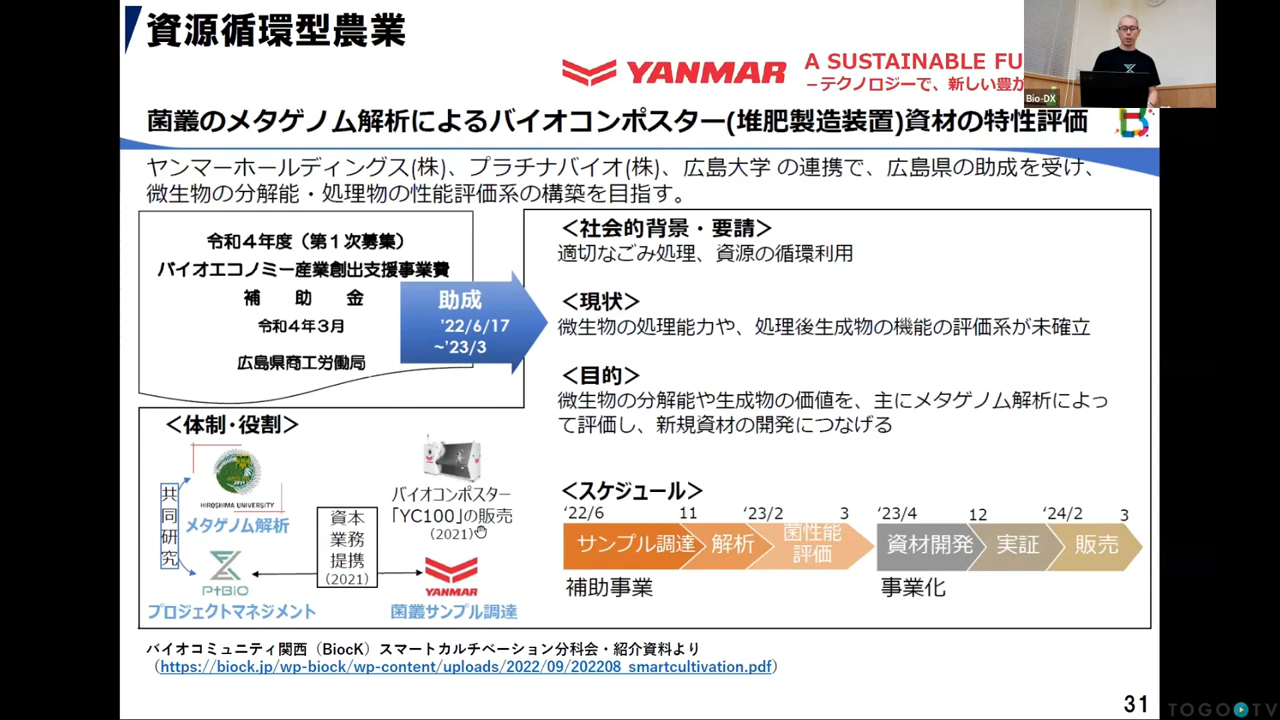 資源循環型農業
YANMAR
A SUSTAINABLE FU
－テクノロジーで、新しい豊か
Bio-DX
菌叢のメタゲノム解析によるバイオコンポスター(堆肥製造装置)資材の特性評価
ヤンマーホールディングス(株)、プラチナバイオ(株)、広島大学 の連携で、広島県の助成を受け、
微生物の分解能・処理物の性能評価系の構築を目指す。
令和４年度（第１次募集）
バイオエコノミー産業創出支援事業費
補 助 金
令和４年３月
広島県商工労働局
助成
’22/6/17
~’23/3
＜社会的背景・要請＞
適切なごみ処理、資源の循環利用
＜現状＞
微生物の処理能力や、処理後生成物の機能の評価系が未確立
＜目的＞
微生物の分解能や生成物の価値を、主にメタゲノム解析によっ
て評価し、新規資材の開発につなげる
＜体制・役割＞
HIROSHIMA UNIVERSITY
メタゲノム解析
共同研究
PtBiO
プロジェクトマネジメント
資本
業務
提携
(2021)
バイオコンポスター
「YC100」の販売
(2021)
YANMAR
菌叢サンプル調達
＜スケジュール＞
‘22/6 11 ‘23/2 3 ‘23/4 12 ‘24/2 3
サンプル調達 解析 菌性能
評価 資材開発 実証 販売
補助事業 事業化
バイオコミュニティ関西（BiocK）スマートカルチベーション分科会・紹介資料より
（https://biock.jp/wp-biock/wp-content/uploads/2022/09/202208_smartcultivation.pdf）
31
TOGO TV